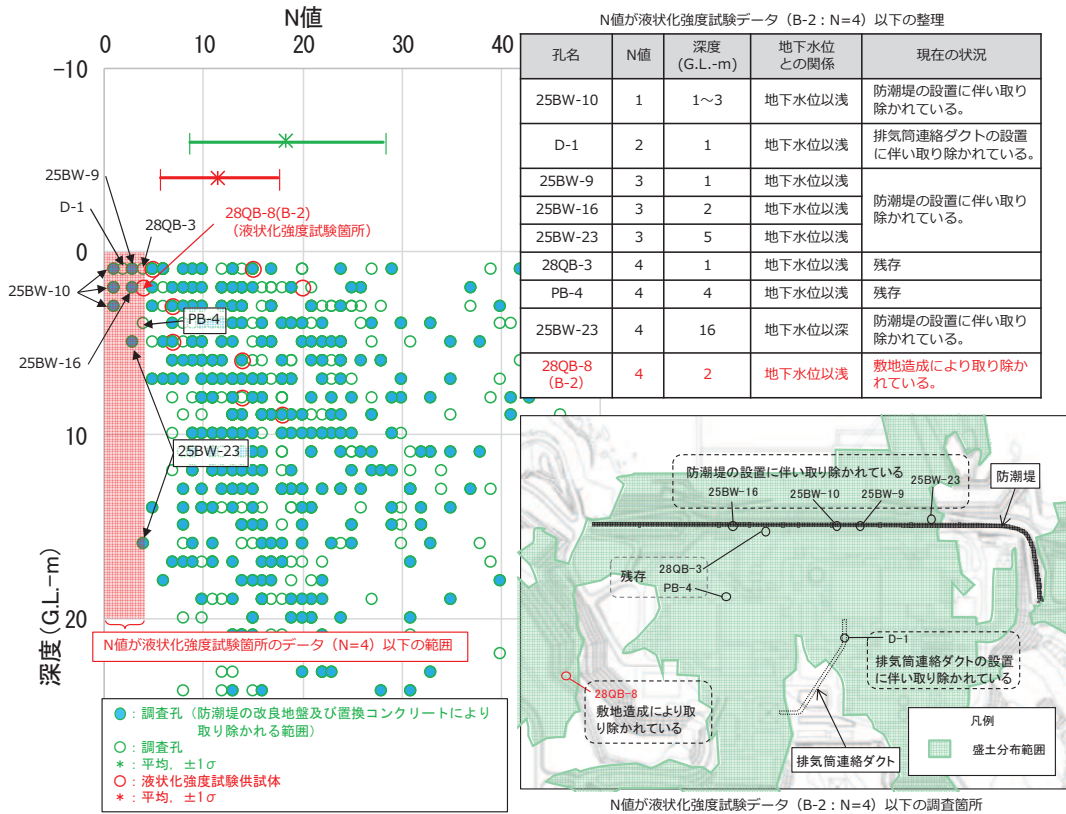 N値
0
10
20
30
40
-10
0
10
20
深度(G.L.-m)
25BW-9
D-1
28QB-3
28QB-8(B-2)
(液状化強度試験箇所)
25BW-10
PB-4
25BW-16
25BW-23
N値が液状化強度試験箇所のデータ(N=4)以下の範囲
:調査孔(防潮堤の改良地盤及び置換コンクリートにより
取り除かれる範囲)
:調査孔
* :平均,±1σ
:液状化強度試験供試体
* :平均,±1σ
N値が液状化強度試験データ(B-2:N=4)以下の整理
孔名 N値 深度(G.L.-m) 地下水位との関係 現在の状況
25BW-10 1 1~3 地下水位以浅 防潮堤の設置に伴い取り
除かれている。
D-1 2 1 地下水位以浅 排気筒連絡ダクトの設置
に伴い取り除かれている。
25BW-9 3 1 地下水位以浅
25BW-16 3 2 地下水位以浅 防潮堤の設置に伴い取り
除かれている。
25BW-23 3 5 地下水位以浅
28QB-3 4 1 地下水位以浅 残存
PB-4 4 4 地下水位以浅 残存
25BW-23 4 16 地下水位以深 防潮堤の設置に伴い取り
除かれている。
28QB-8
(B-2) 4 2 地下水位以浅 敷地造成により取り除か
れている。
防潮堤の設置に伴い取り除かれている
25BW-16
25BW-10
25BW-9
25BW-23
防潮堤
残存
28QB-3
PB-4
D-1
排気筒連絡ダクトの設置
に伴い取り除かれている
28QB-8
敷地造成により取
り除かれている
排気筒連絡ダクト
凡例
盛土分布範囲
N値が液状化強度試験データ(B-2:N=4)以下の調査箇所